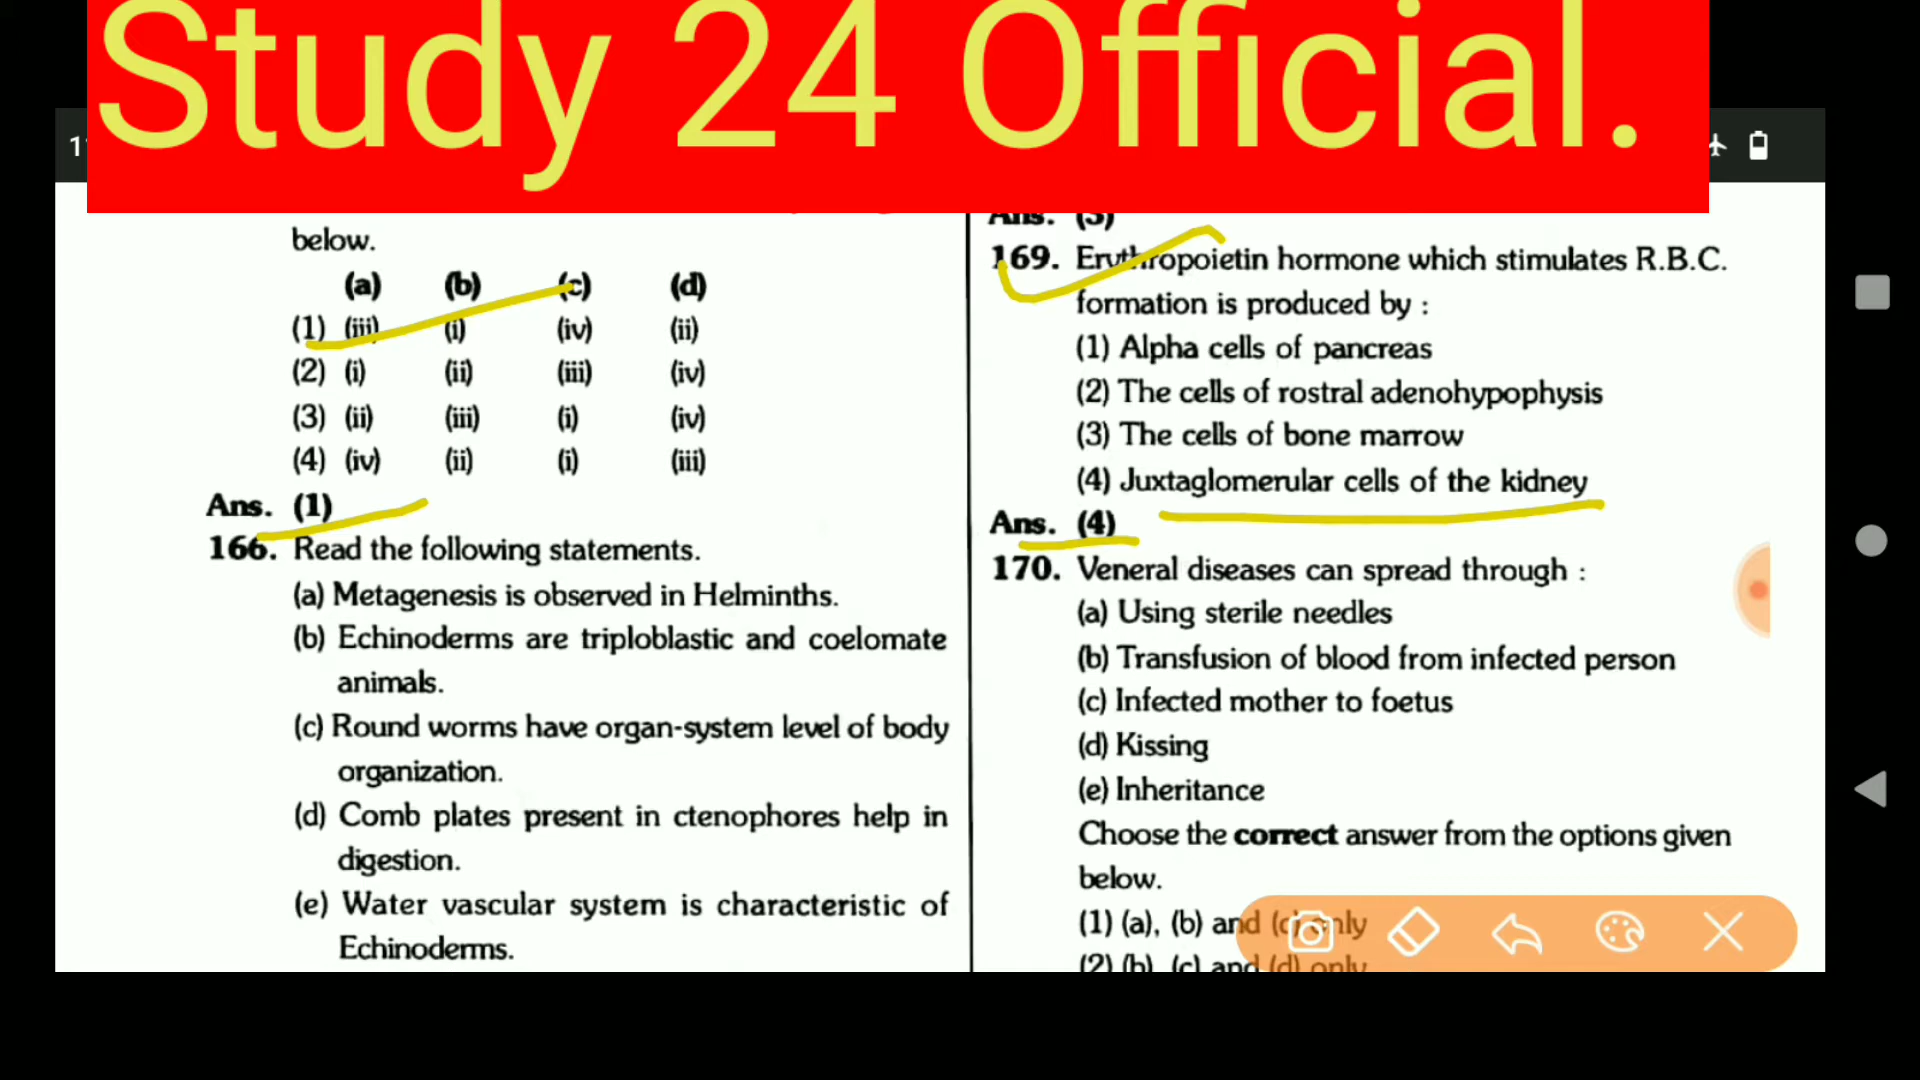 Study 24 Official.
below.
(a) (b) (c) (d)
(1) (iii) (i) (iv) (ii)
(2) (i) (ii) (iii) (iv)
(3) (ii) (iii) (i) (iv)
(4) (iv) (ii) (i) (iii)
Ans. (1)
166. Read the following statements.
(a) Metagenesis is observed in Helminths.
(b) Echinoderms are triploblastic and coelomate
animals.
(c) Round worms have organ-system level of body
organization.
(d) Comb plates present in ctenophores help in
digestion.
(e) Water vascular system is characteristic of
Echinoderms.
Ans. (3)
169. Erythropoietin hormone which stimulates R.B.C.
formation is produced by :
(1) Alpha cells of pancreas
(2) The cells of rostral adenohypophysis
(3) The cells of bone marrow
(4) Juxtaglomerular cells of the kidney
Ans. (4)
170. Veneral diseases can spread through :
(a) Using sterile needles
(b) Transfusion of blood from infected person
(c) Infected mother to foetus
(d) Kissing
(e) Inheritance
Choose the correct answer from the options given
below.
(1) (a), (b) and (c) only
(2) (b), (c) and (d) only